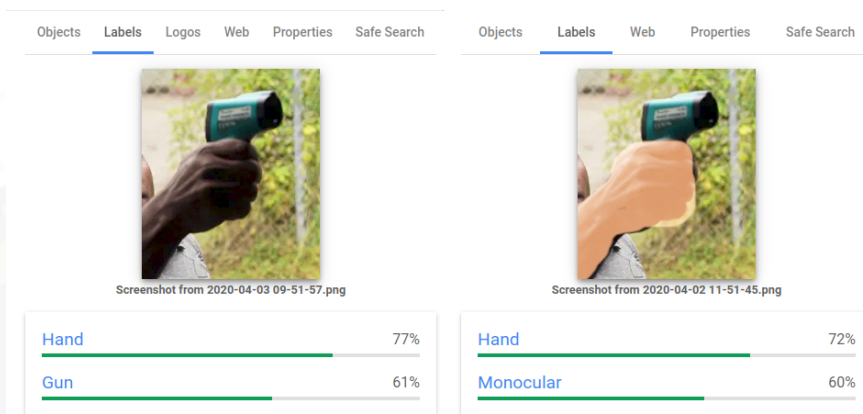 Objects Labels Logos Web Properties Safe Search
Screenshot from 2020-04-03 09-51-57.png
Hand 77%
Gun 61%
Objects Labels Web Properties Safe Search
Screenshot from 2020-04-02 11-51-45.png
Hand 72%
Monocular 60%